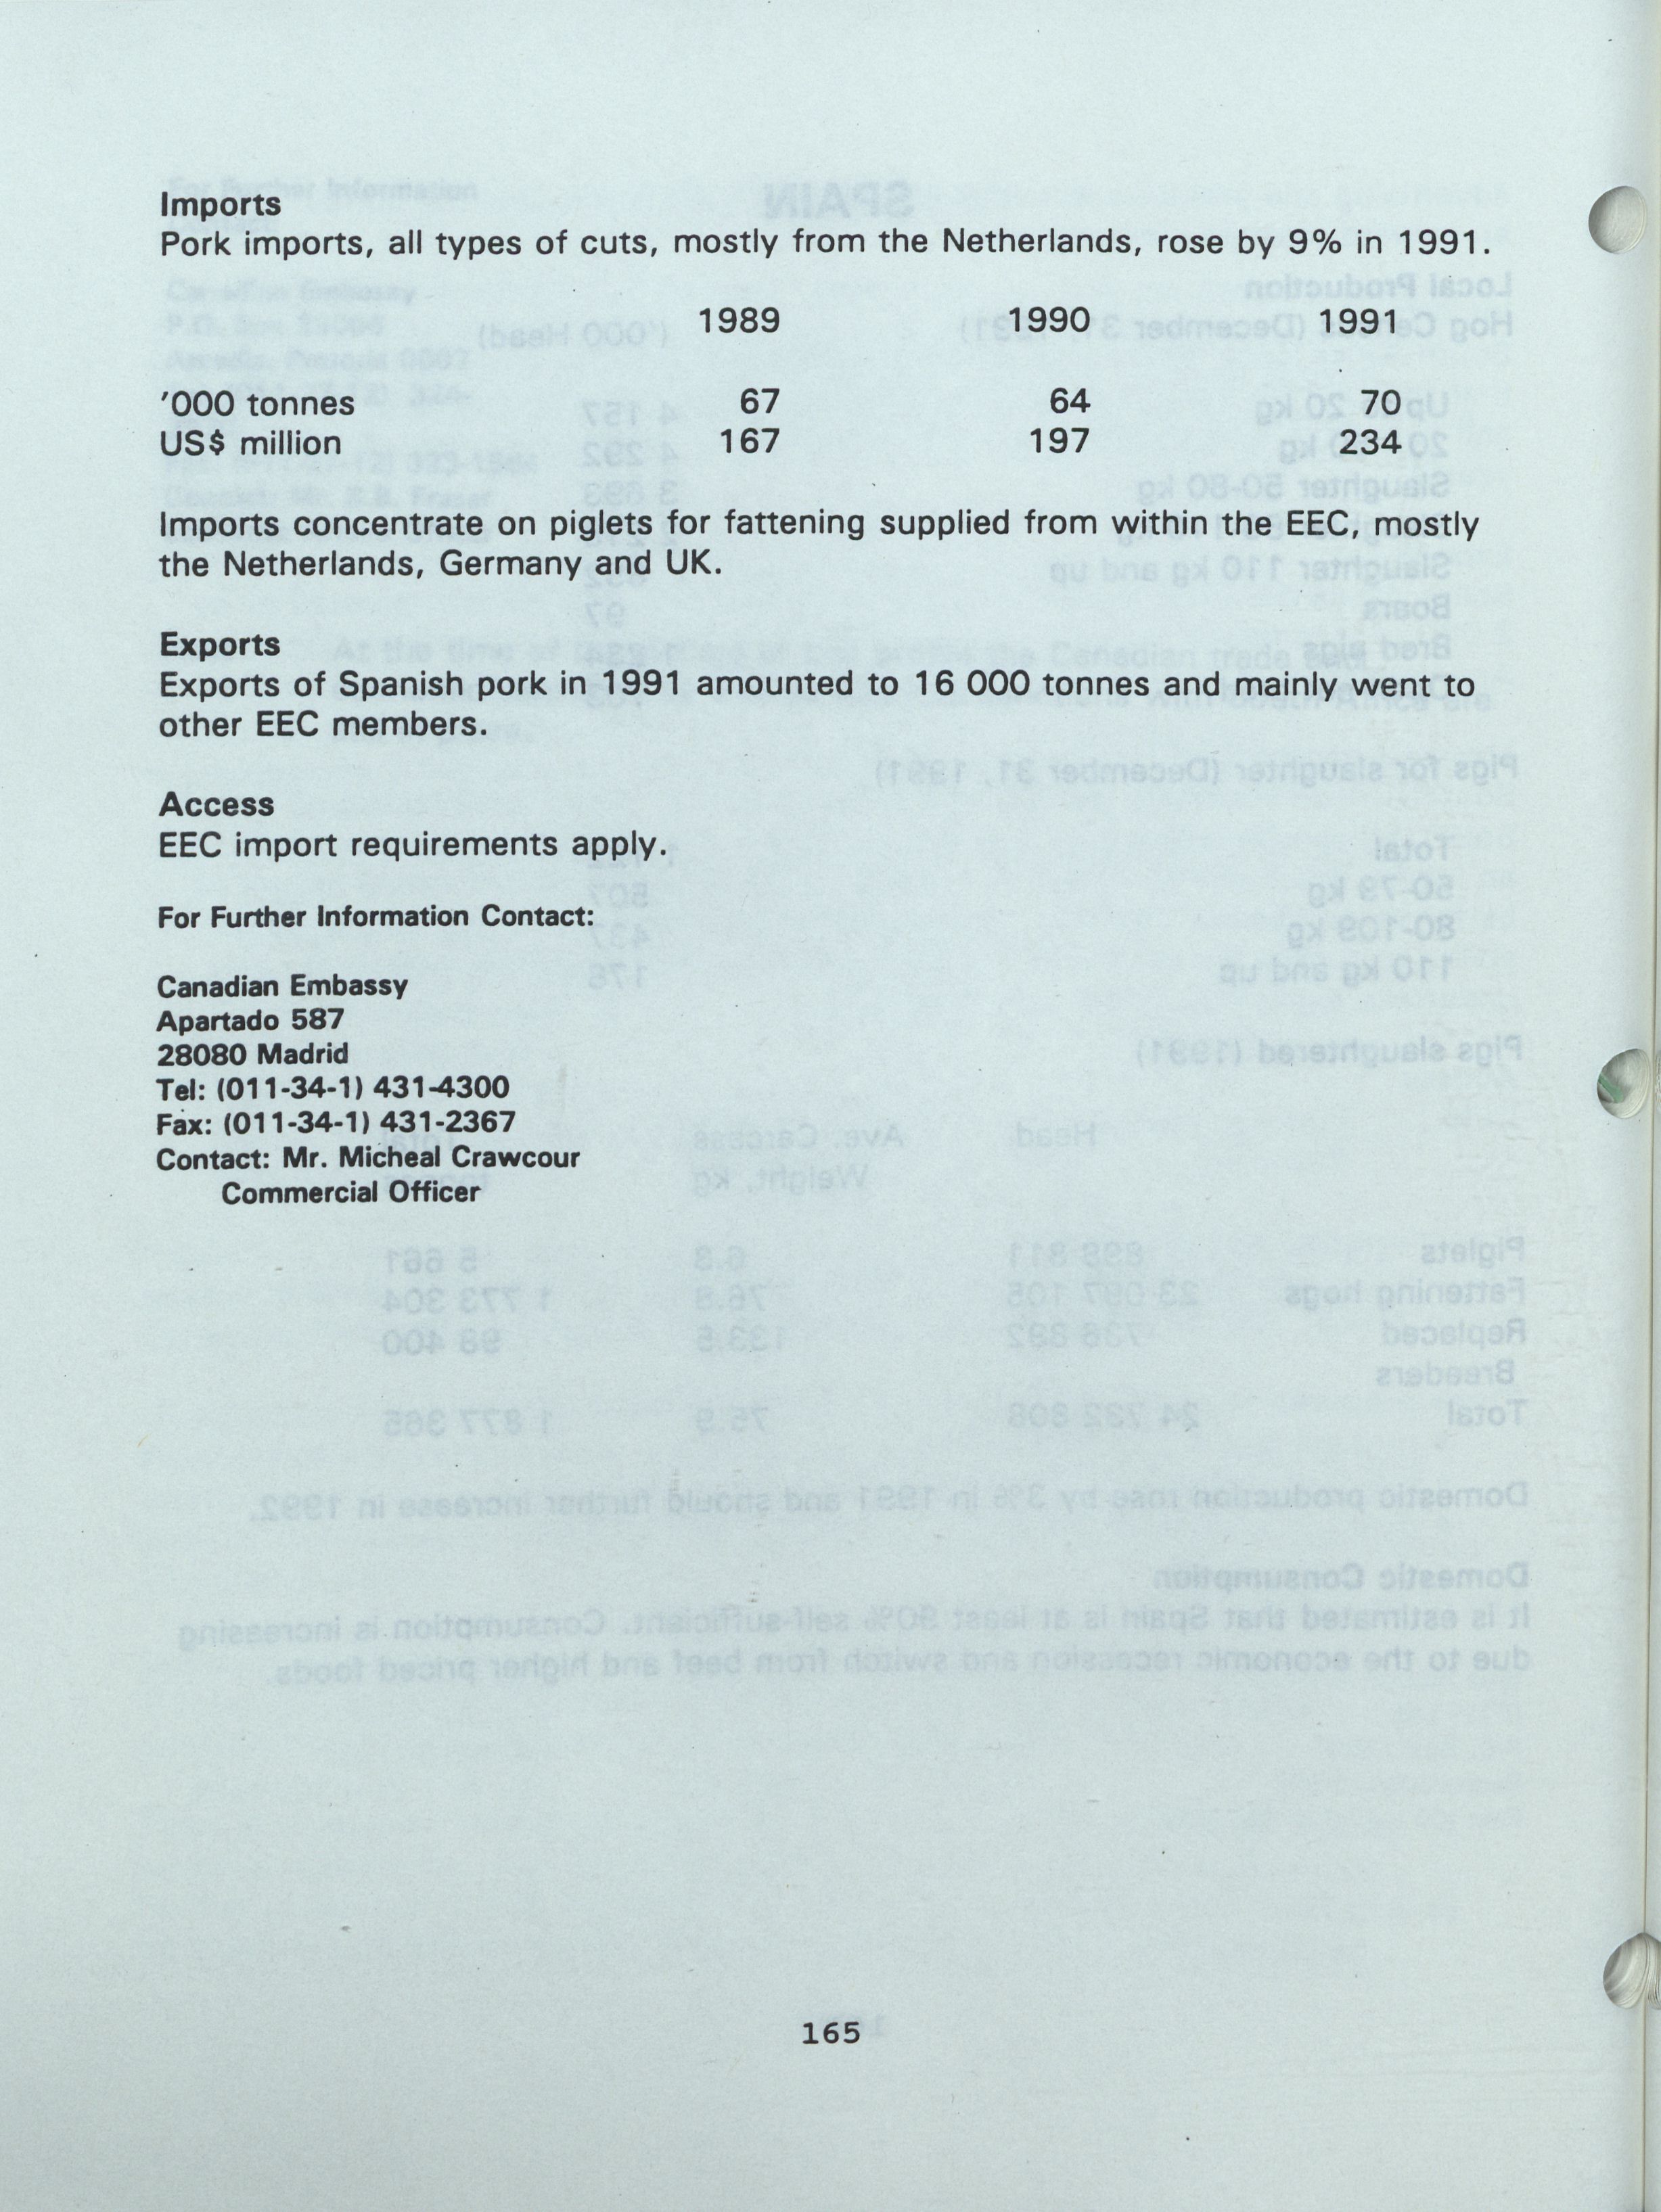 Imports
Pork imports, all types of cuts, mostly from the Netherlands, rose by 9% in 1991.
1989 1990 1991
'000 tonnes 67 64 70
US$ million 167 197 234
Imports concentrate on piglets for fattening supplied from within the EEC, mostly
the Netherlands, Germany and UK.
Exports
Exports of Spanish pork in 1991 amounted to 16 000 tonnes and mainly went to
other EEC members.
Access
EEC import requirements apply.
For Further Information Contact:
Canadian Embassy
Apartado 587
28080 Madrid
Tel: (011-34-1) 431-4300
Fax: (011-34-1) 431-2367
Contact: Mr. Micheal Crawcour
Commercial Officer
165